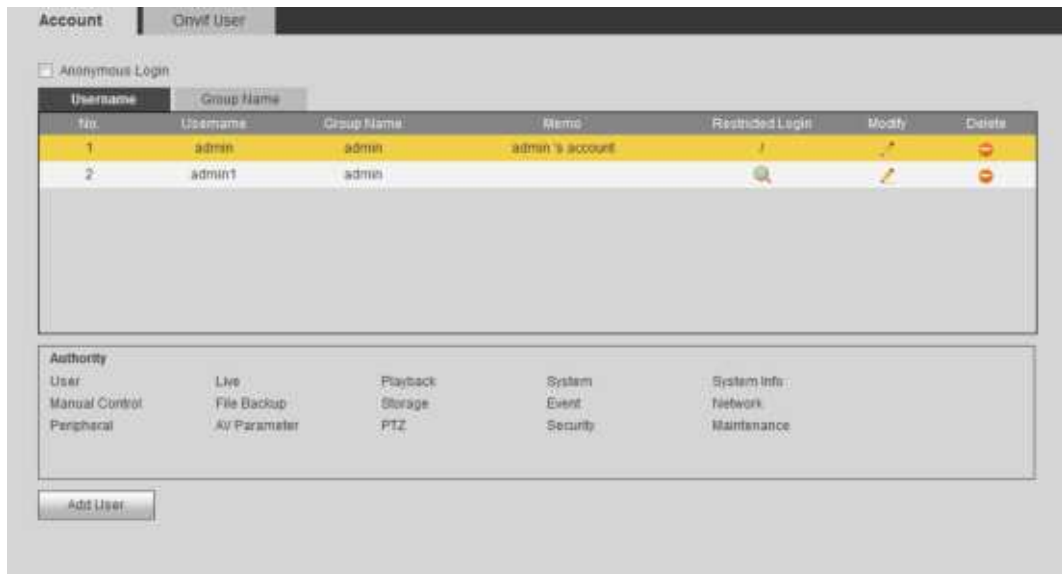 Account Onvif User
Anonymous Login
Username Group Name
No. Username Group Name Memo Restricted Login Modify Delete
1 admin admin admin 's account /
2 admin1 admin
Authority
User Live Playback System System Info
Manual Control File Backup Storage Event Network
Peripheral AV Parameter PTZ Security Maintenance
Add User